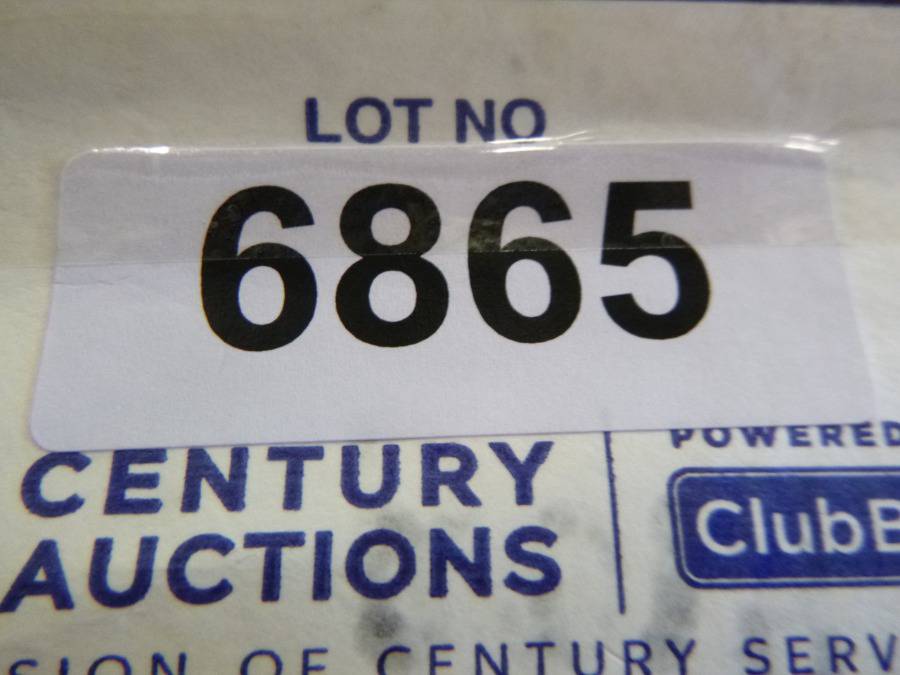 LOT NO
6865
CENTURY
AUCTIONS
POWERED
ClubB
SION OF CENTURY SERV